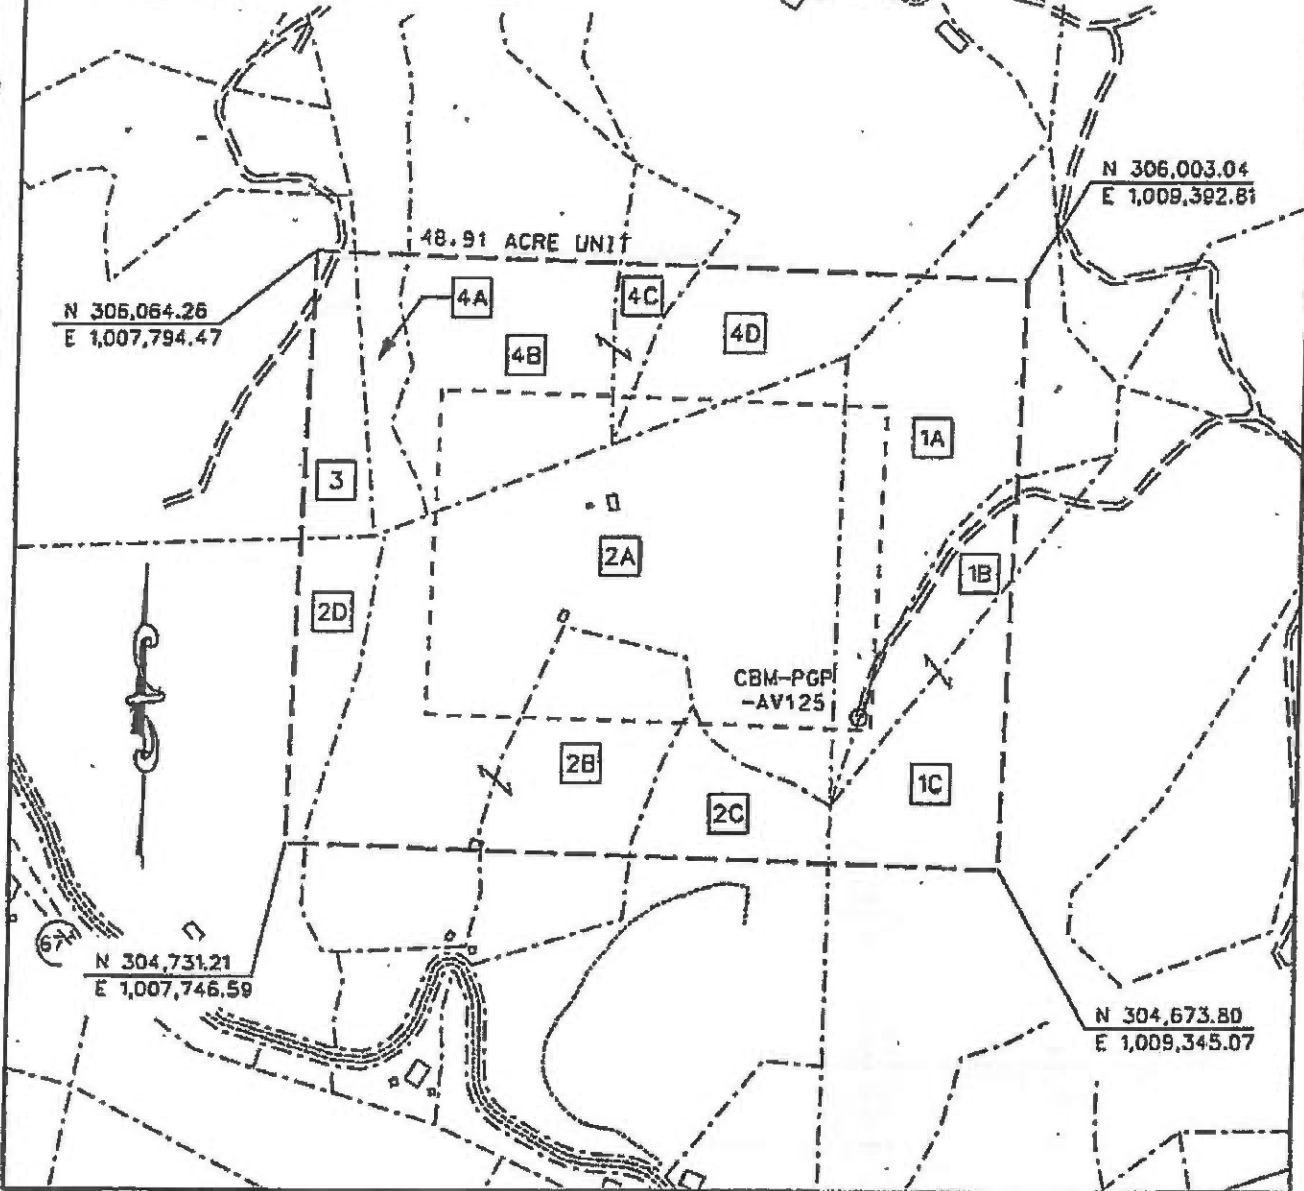 N 306,003.04
E 1,009,392.81
48.91 ACRE UNIT
N 306,064.26
E 1,007,794.47
4A
4C
4B
4D
1A
3
2A
1B
2D
CBM-PGP
-AV125
2B
1C
2C
N 304,731.21
E 1,007,746.59
N 304,673.80
E 1,009,345.07